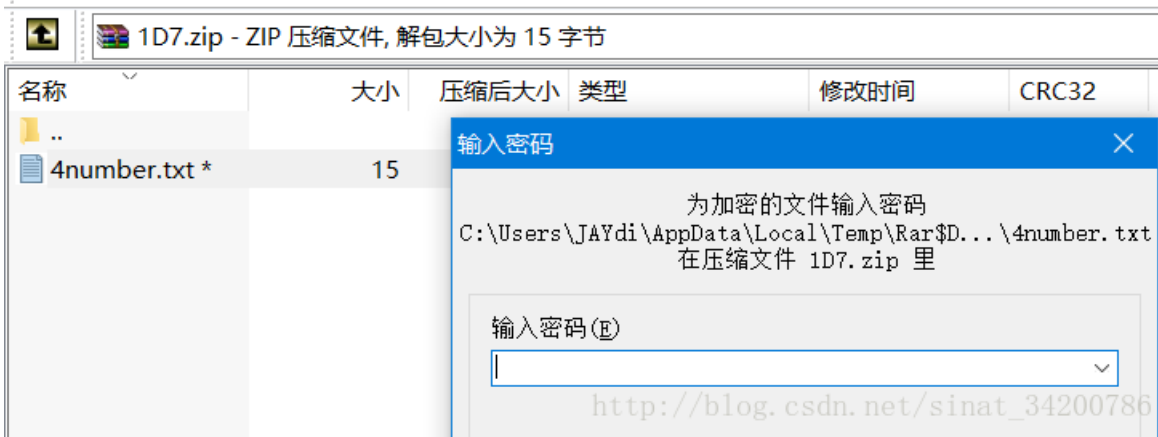 1D7.zip - ZIP 压缩文件, 解包大小为 15 字节
名称 大小 压缩后大小 类型 修改时间 CRC32
..
4number.txt * 15
输入密码
为加密的文件输入密码
C:\Users\JAYdi\AppData\Local\Temp\Rar$D...\4number.txt
在压缩文件 1D7.zip 里
输入密码(E)
http://blog.csdn.net/sinat_34200786